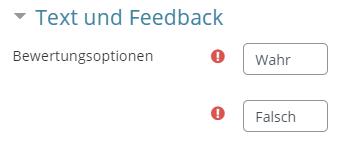 Text und Feedback
Bewertungsoptionen
Wahr
Falsch